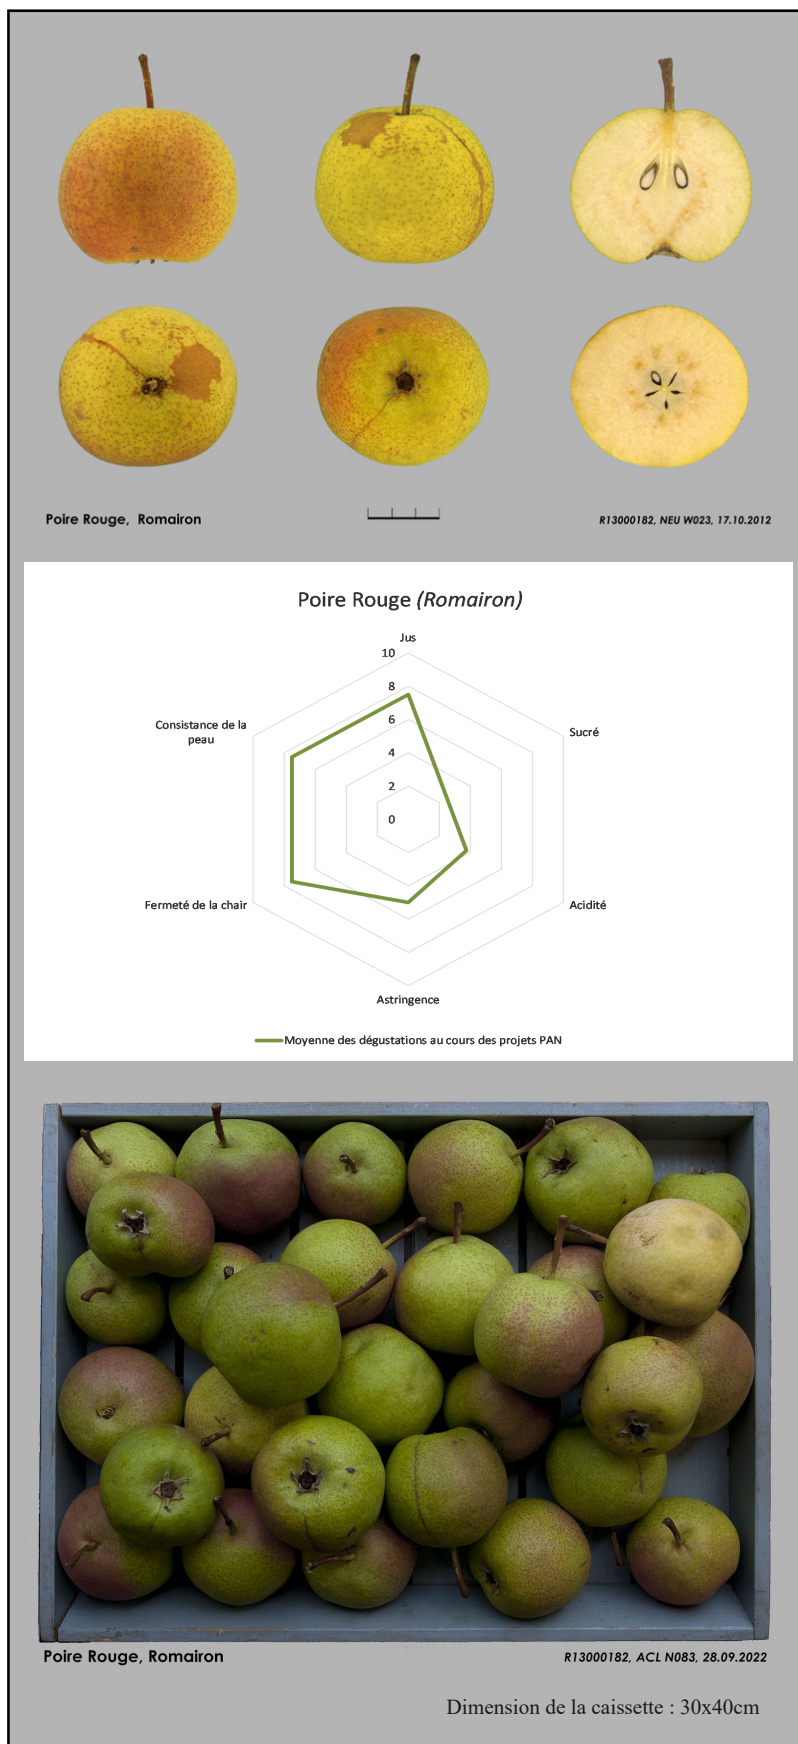 Poire Rouge, Romairon
R13000182, NEU W023, 17.10.2012
Poire Rouge (Romairon)
Jus
10
8
6
4
2
0
Sucré
Acidité
Astringence
Fermeté de la chair
Consistance de la
peau
Moyenne des dégustations au cours des projets PAN
Poire Rouge, Romairon
R13000182, ACL N083, 28.09.2022
Dimension de la caissette : 30x40cm